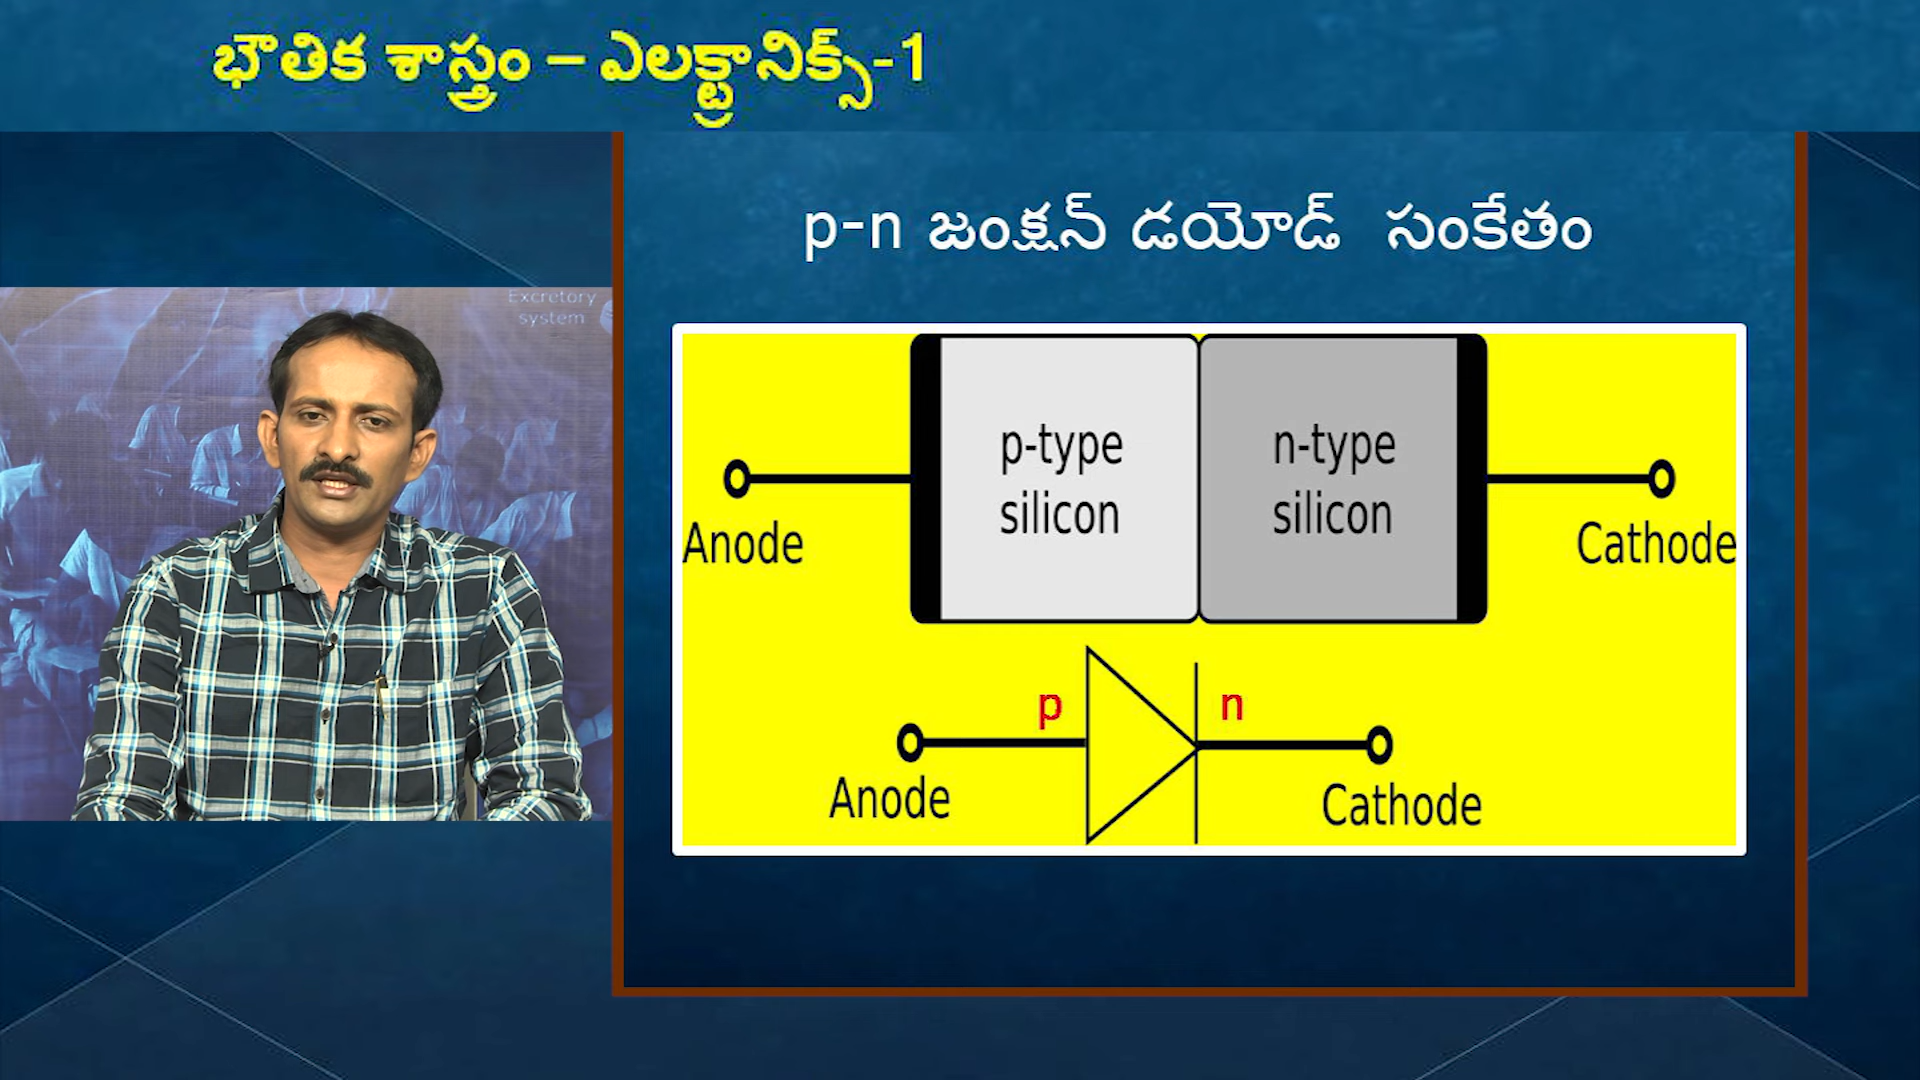 భౌతిక శాస్త్రం – ఎలక్ట్రానిక్స్-1
Excretory
system
p-n జంక్షన్ డయోడ్ సంకేతం
p-type
silicon
n-type
silicon
Anode
Cathode
p
n
Anode
Cathode